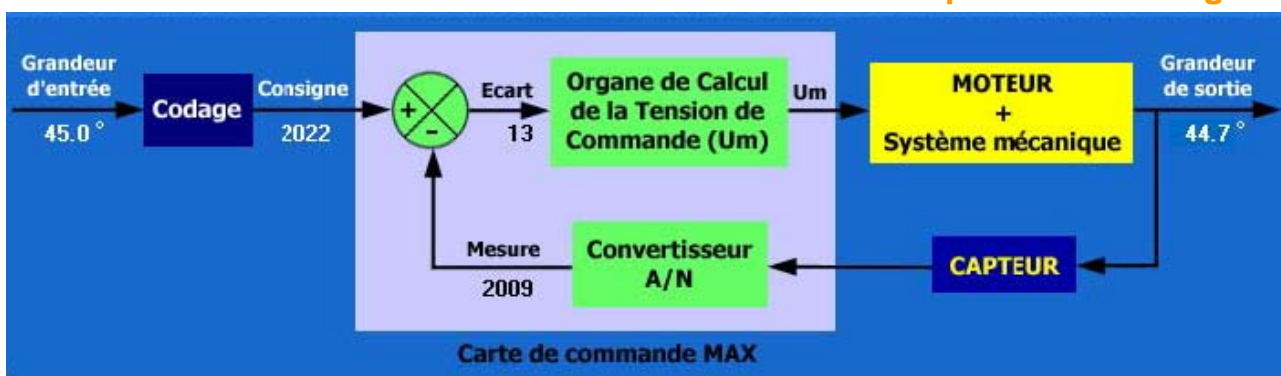 Grandeur
d'entrée
45.0 °
Codage
Consigne
2022
+
-
Ecart
13
Organe de Calcul
de la Tension de
Commande (Um)
Um
MOTEUR
+
Système mécanique
Grandeur
de sortie
44.7 °
Mesure
2009
Convertisseur
A/N
CAPTEUR
Carte de commande MAX